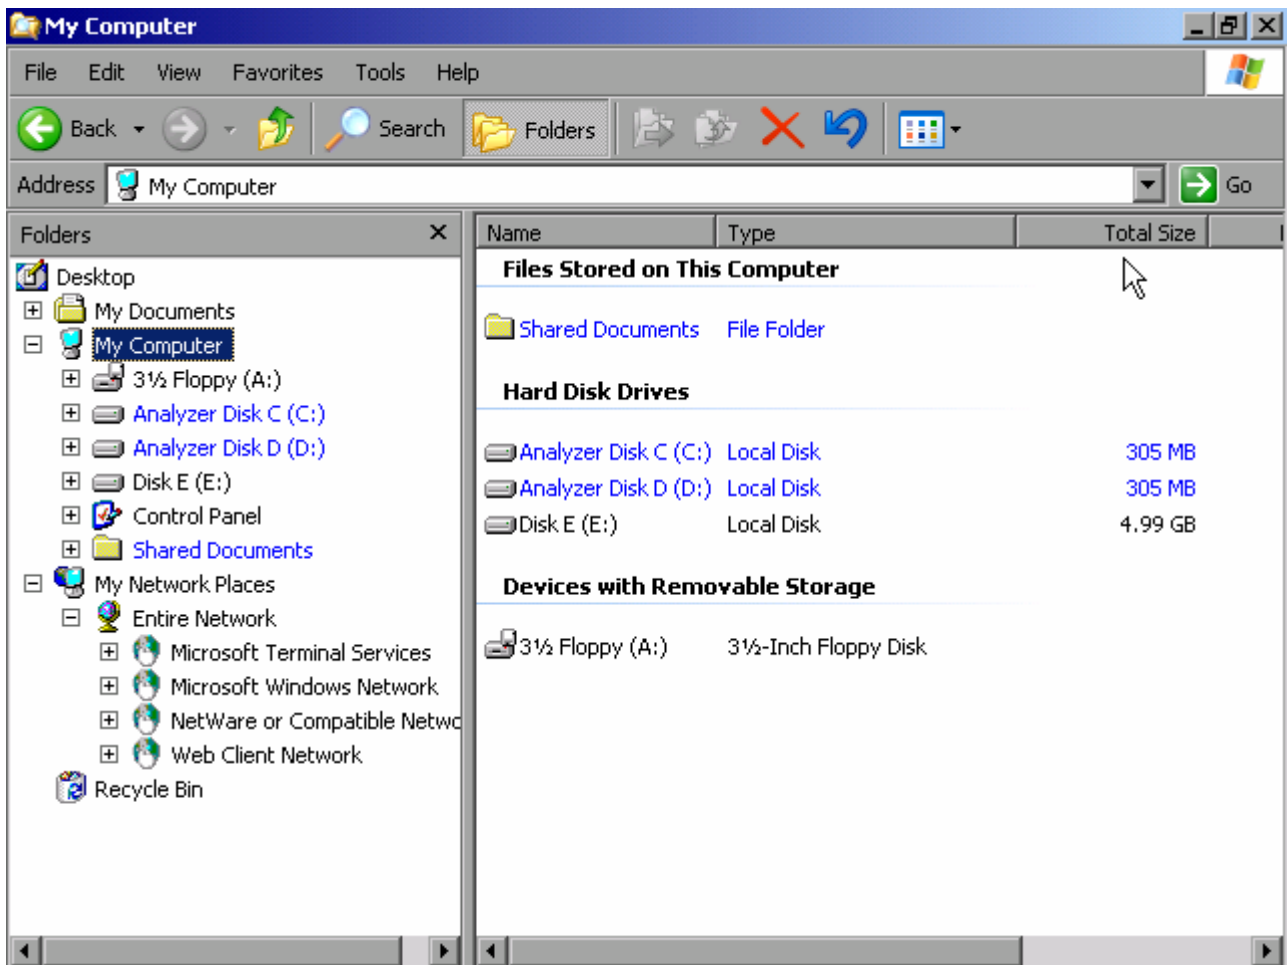 My Computer
File Edit View Favorites Tools Help
Back Search Folders
Address My Computer Go
Folders
Desktop
My Documents
My Computer
3½ Floppy (A:)
Analyzer Disk C (C:)
Analyzer Disk D (D:)
Disk E (E:)
Control Panel
Shared Documents
My Network Places
Entire Network
Microsoft Terminal Services
Microsoft Windows Network
NetWare or Compatible Netwo
Web Client Network
Recycle Bin
Name Type Total Size
Files Stored on This Computer
Shared Documents File Folder
Hard Disk Drives
Analyzer Disk C (C:) Local Disk 305 MB
Analyzer Disk D (D:) Local Disk 305 MB
Disk E (E:) Local Disk 4.99 GB
Devices with Removable Storage
3½ Floppy (A:) 3½-Inch Floppy Disk